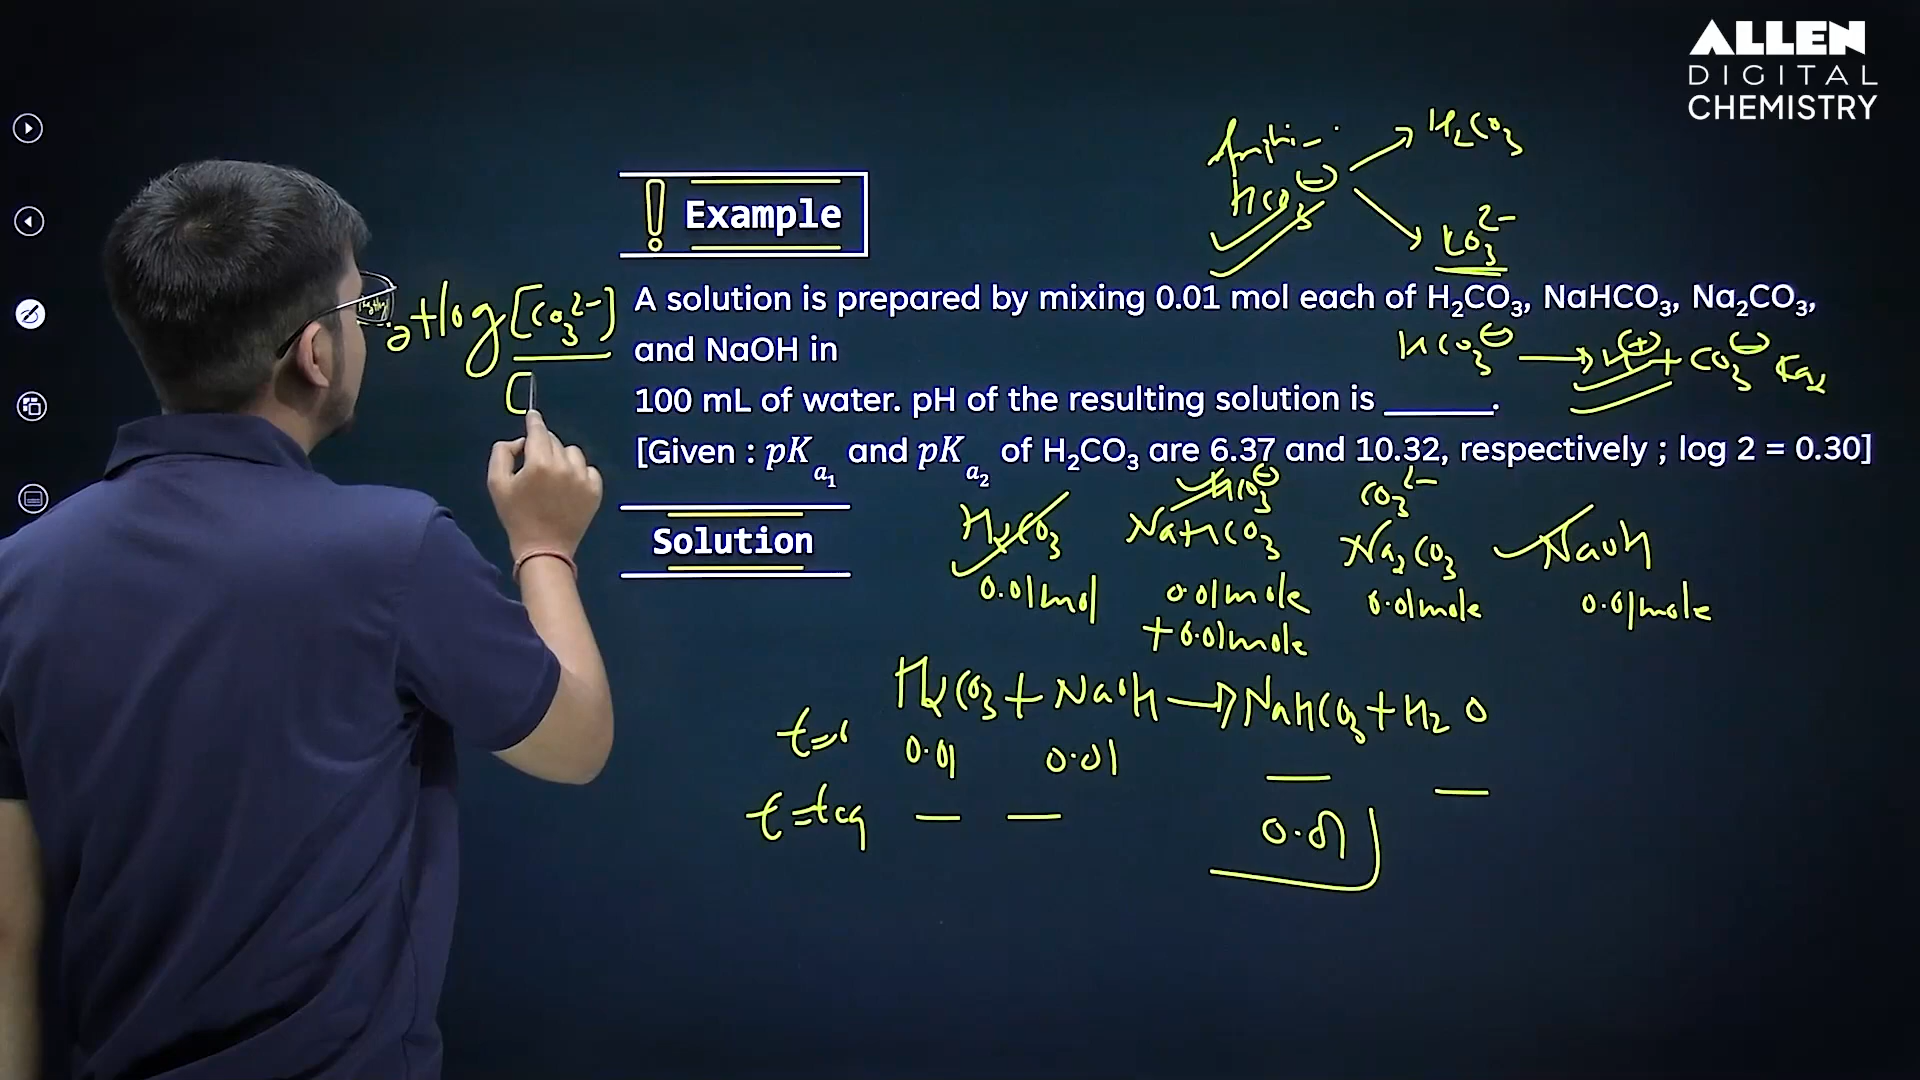 ALLEN
DIGITAL
CHEMISTRY
H₂CO₃
HCO₃⊖
CO₃²⁻
! Example
A solution is prepared by mixing 0.01 mol each of H₂CO₃, NaHCO₃, Na₂CO₃,
and NaOH in
HCO₃⊖ → H⊕ + CO₃⊖ Ka₂
100 mL of water. pH of the resulting solution is ______.
[Given : pKa₁ and pKa₂ of H₂CO₃ are 6.37 and 10.32, respectively ; log 2 = 0.30]
+log [CO₃²⁻]
Solution
HCO₃⊖ CO₃²⁻
H₂CO₃ NaHCO₃ Na₂CO₃ NaOH
0.01mol 0.01mole 0.01mole 0.01mole
+0.01mole
H₂CO₃ + NaOH → NaHCO₃ + H₂O
0.01 0.01 — —
t=teq — — 0.01